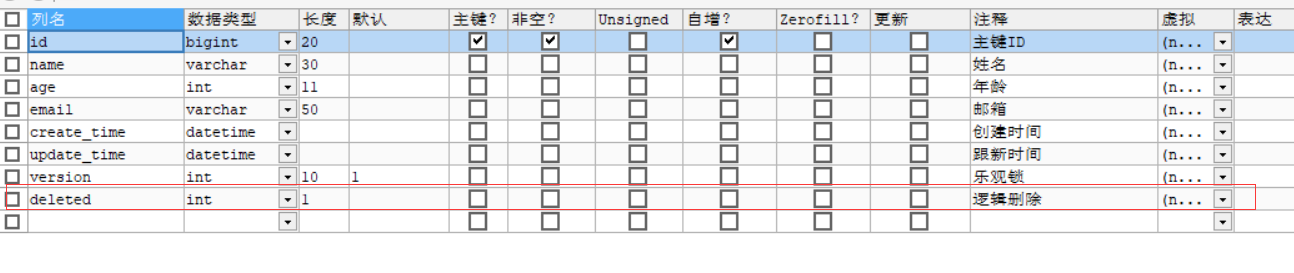 列名 数据类型 长度 默认 主键? 非空? Unsigned 自增? Zerofill? 更新 注释 虚拟 表达
id bigint 20 主键ID (n...
name varchar 30 姓名 (n...
age int 11 年龄 (n...
email varchar 50 邮箱 (n...
create_time datetime 创建时间 (n...
update_time datetime 跟新时间 (n...
version int 10 1 乐观锁 (n...
deleted int 1 逻辑删除 (n...